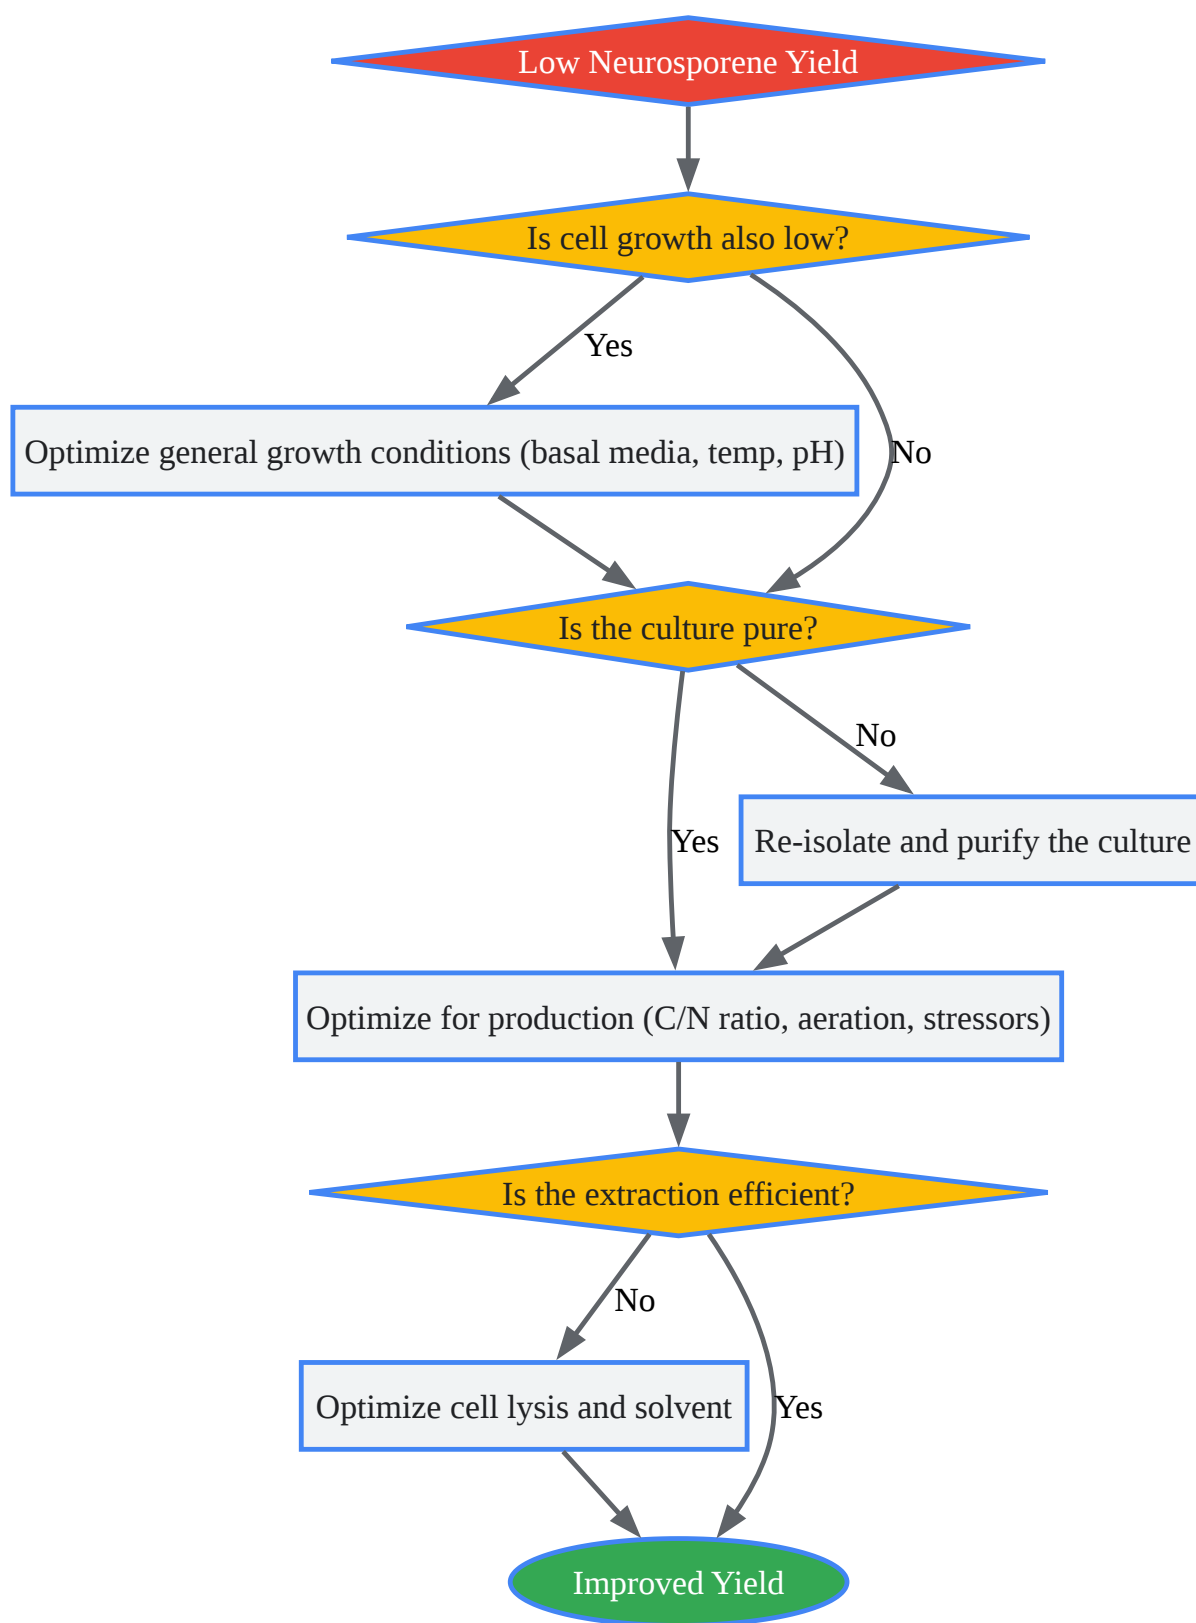 Low Neurosporene Yield
Is cell growth also low?
Yes
Optimize general growth conditions (basal media, temp, pH)
No
Is the culture pure?
No
Yes
Re-isolate and purify the culture
Optimize for production (C/N ratio, aeration, stressors)
Is the extraction efficient?
No
Optimize cell lysis and solvent
Yes
Improved Yield